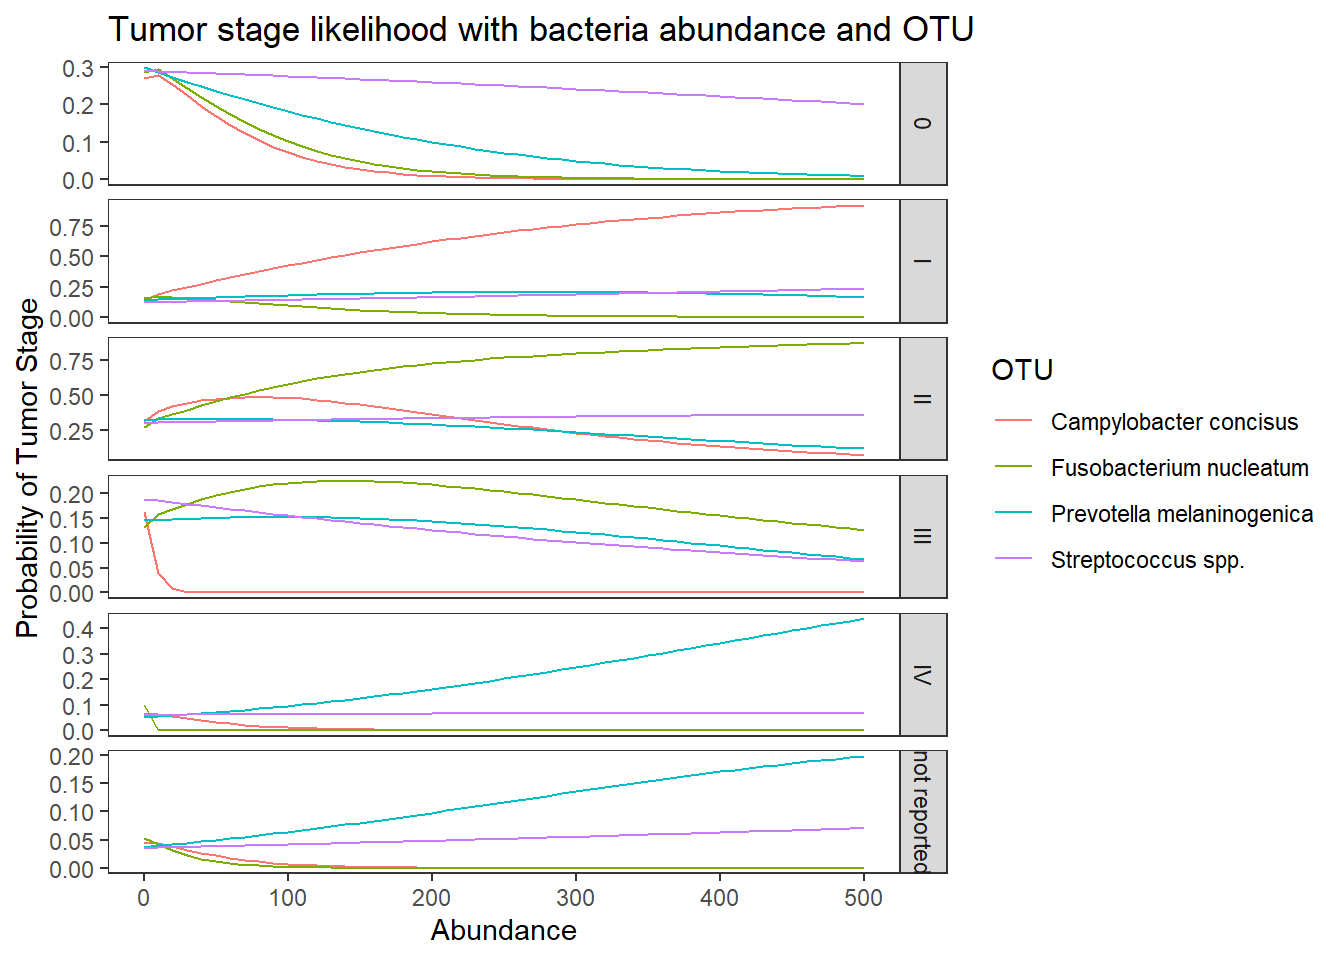 Tumor stage likelihood with bacteria abundance and OTU
Probability of Tumor Stage
0.3
0.2
0.1
0.0
0
0.75
0.50
0.25
0.00
I
0.75
0.50
0.25
II
0.20
0.15
0.10
0.05
0.00
III
0.4
0.3
0.2
0.1
0.0
IV
0.20
0.15
0.10
0.05
0.00
not reported
0
100
200
300
400
500
Abundance
OTU
Campylobacter concisus
Fusobacterium nucleatum
Prevotella melaninogenica
Streptococcus spp.